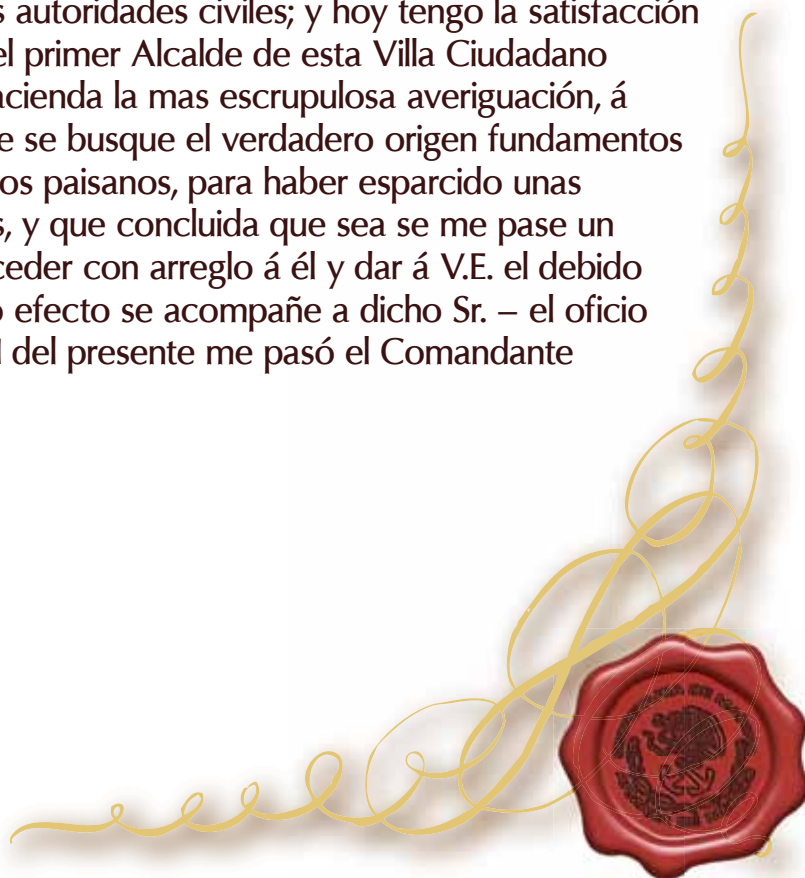 autoridades civiles; y hoy tengo la satisfacción
el primer Alcalde de esta Villa Ciudadano
acienda la mas escrupulosa averiguación, á
e se busque el verdadero origen fundamentos
os paisanos, para haber esparcido unas
s, y que concluida que sea se me pase un
ceder con arreglo á él y dar á V.E. el debido
o efecto se acompañe a dicho Sr. – el oficio
del presente me pasó el Comandante
DE